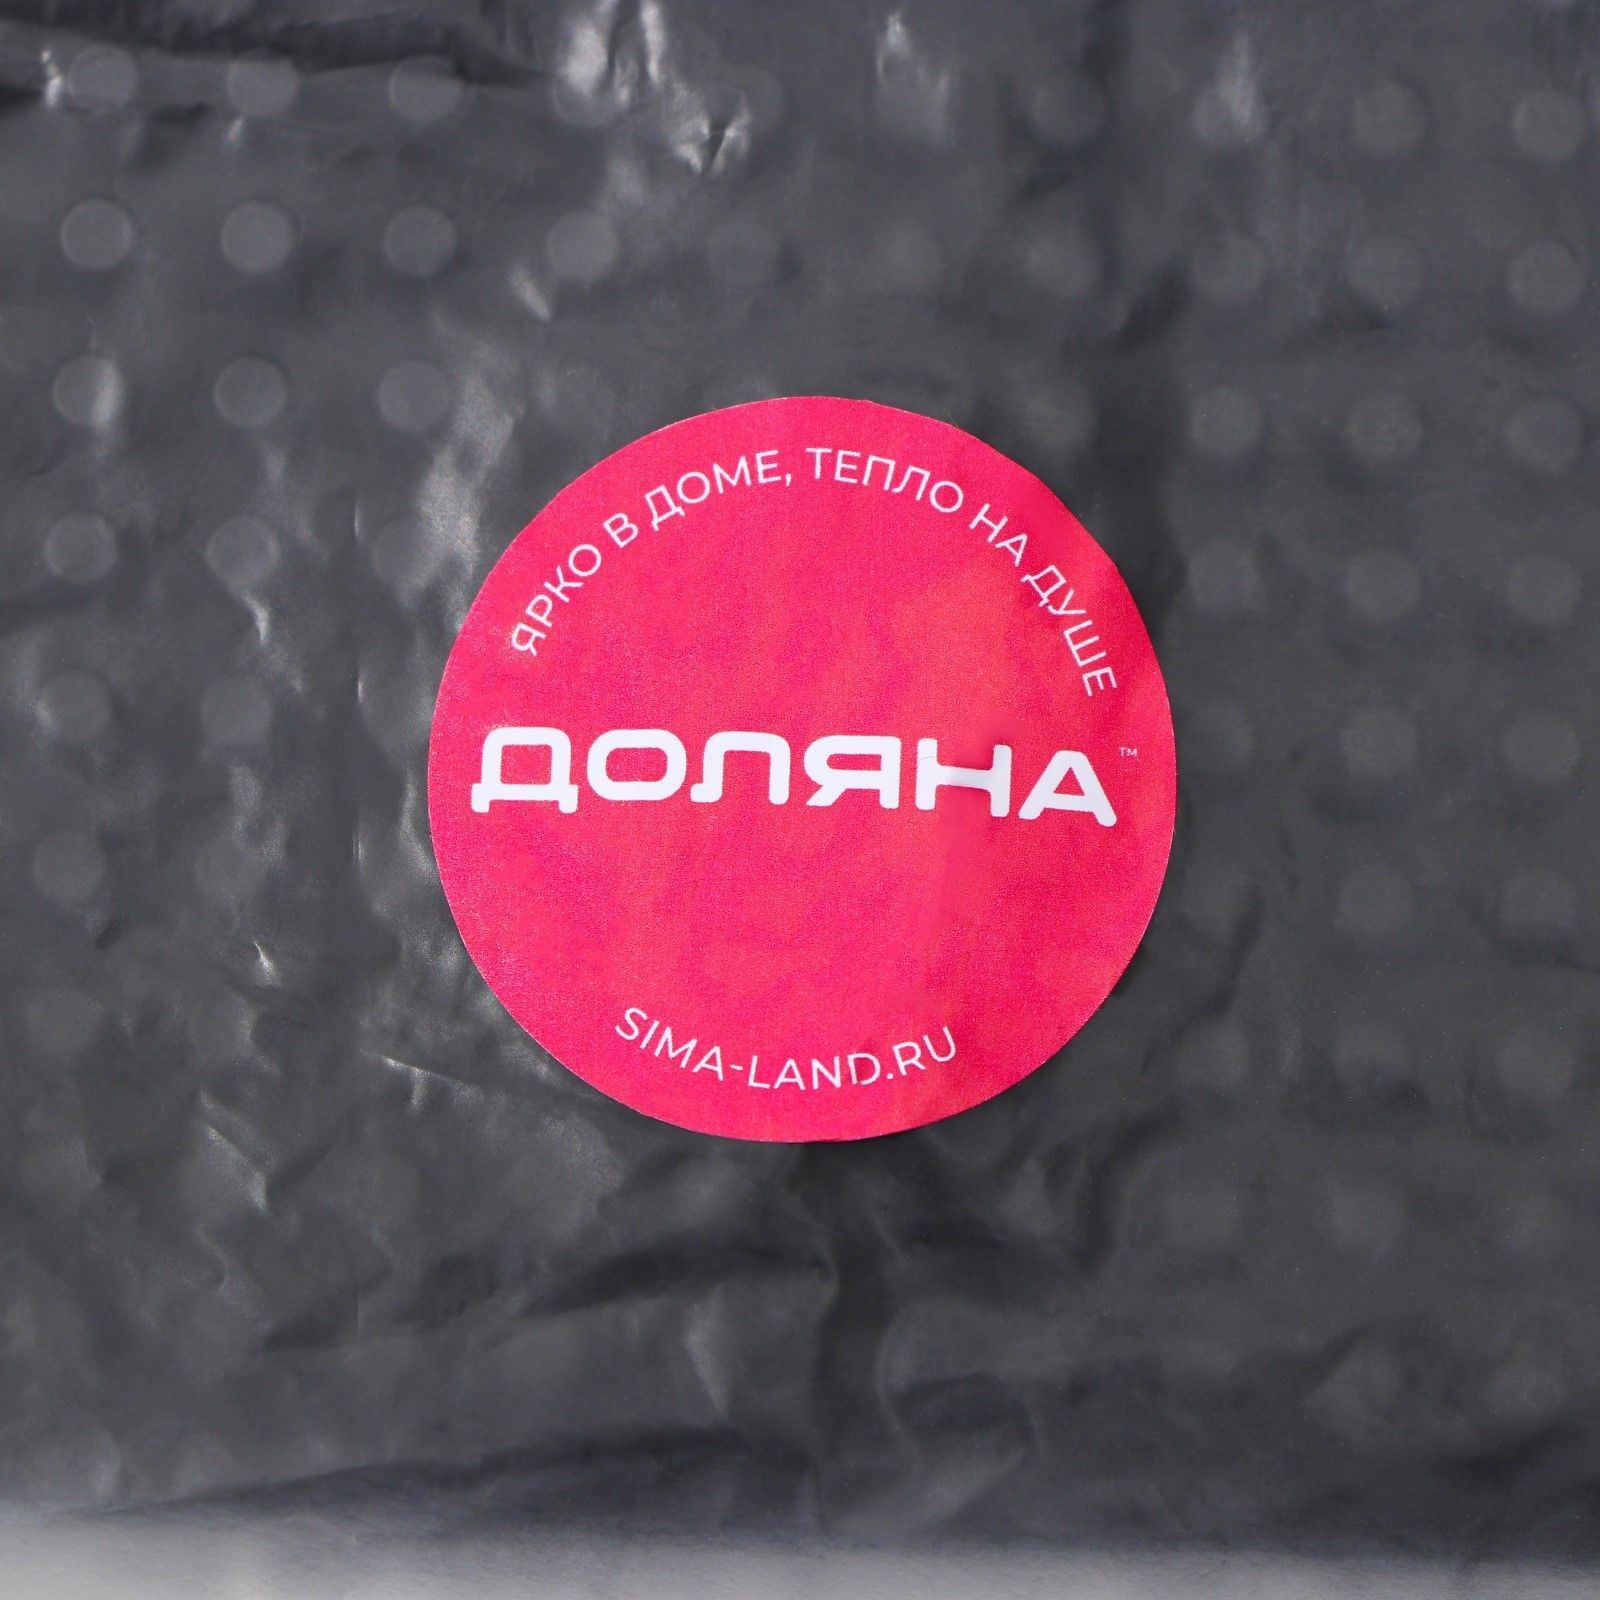 ЯРКО В ДОМЕ, ТЕПЛО НА ДУШЕ
ДОЛЯНА™
SIMA-LAND.RU